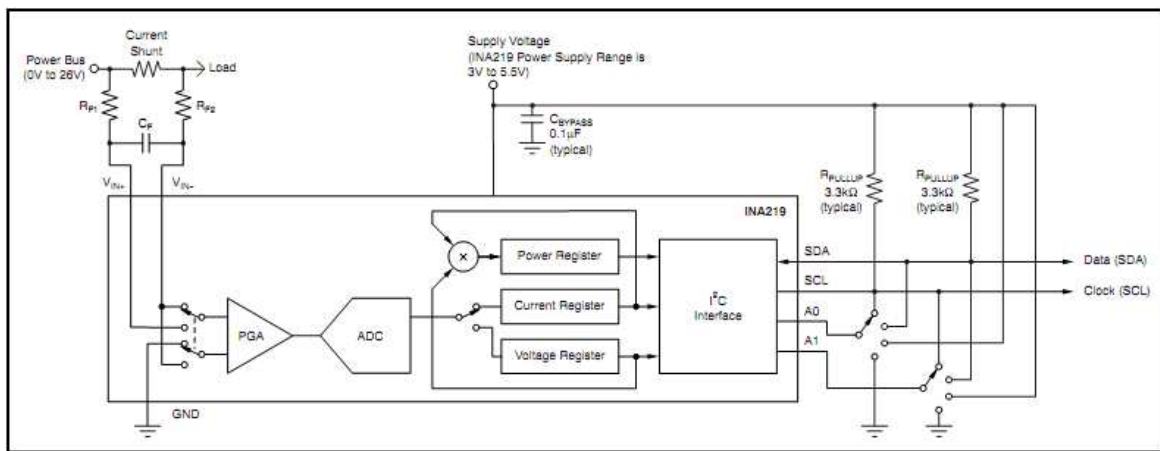 Current
Shunt
Power Bus
(0V to 26V)
Load
RF1
RF2
CF
VIN+
VIN–
Supply Voltage
(INA219 Power Supply Range is
3V to 5.5V)
CBYPASS
0.1µF
(typical)
RPULLUP
3.3kΩ
(typical)
RPULLUP
3.3kΩ
(typical)
INA219
×
Power Register
Current Register
Voltage Register
PGA
ADC
I²C
Interface
SDA
SCL
A0
A1
Data (SDA)
Clock (SCL)
GND